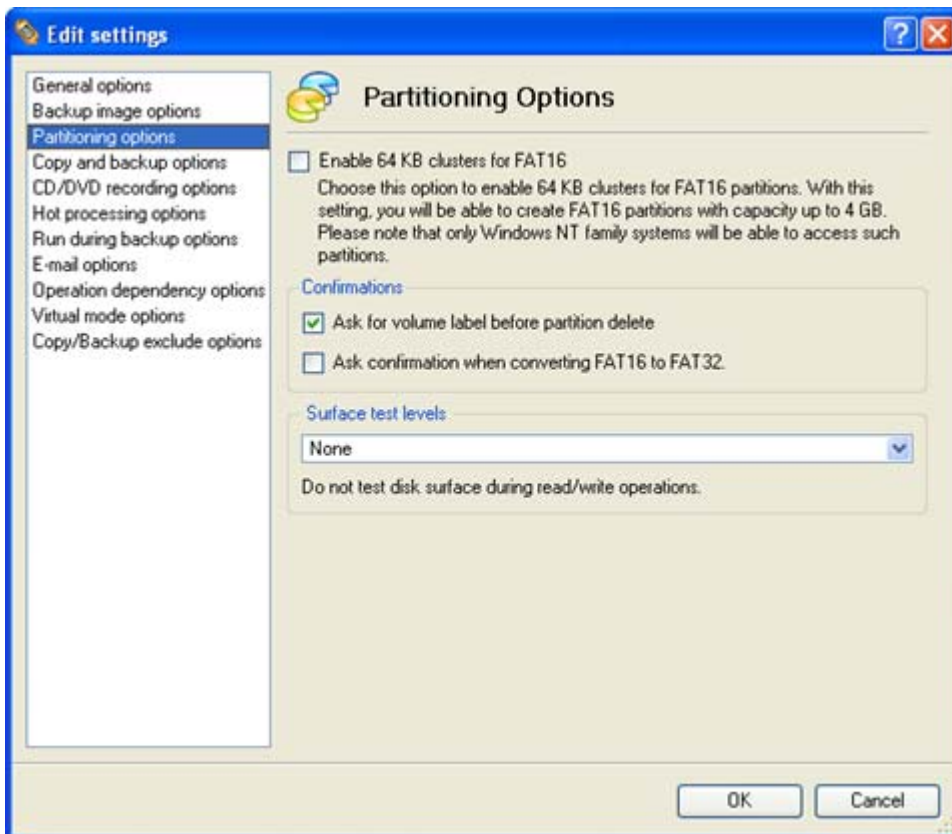 Edit settings
General options
Backup image options
Partitioning options
Copy and backup options
CD/DVD recording options
Hot processing options
Run during backup options
E-mail options
Operation dependency options
Virtual mode options
Copy/Backup exclude options
Partitioning Options
Enable 64 KB clusters for FAT16
Choose this option to enable 64 KB clusters for FAT16 partitions. With this
setting, you will be able to create FAT16 partitions with capacity up to 4 GB.
Please note that only Windows NT family systems will be able to access such
partitions.
Confirmations
Ask for volume label before partition delete
Ask confirmation when converting FAT16 to FAT32.
Surface test levels
None
Do not test disk surface during read/write operations.
OK
Cancel